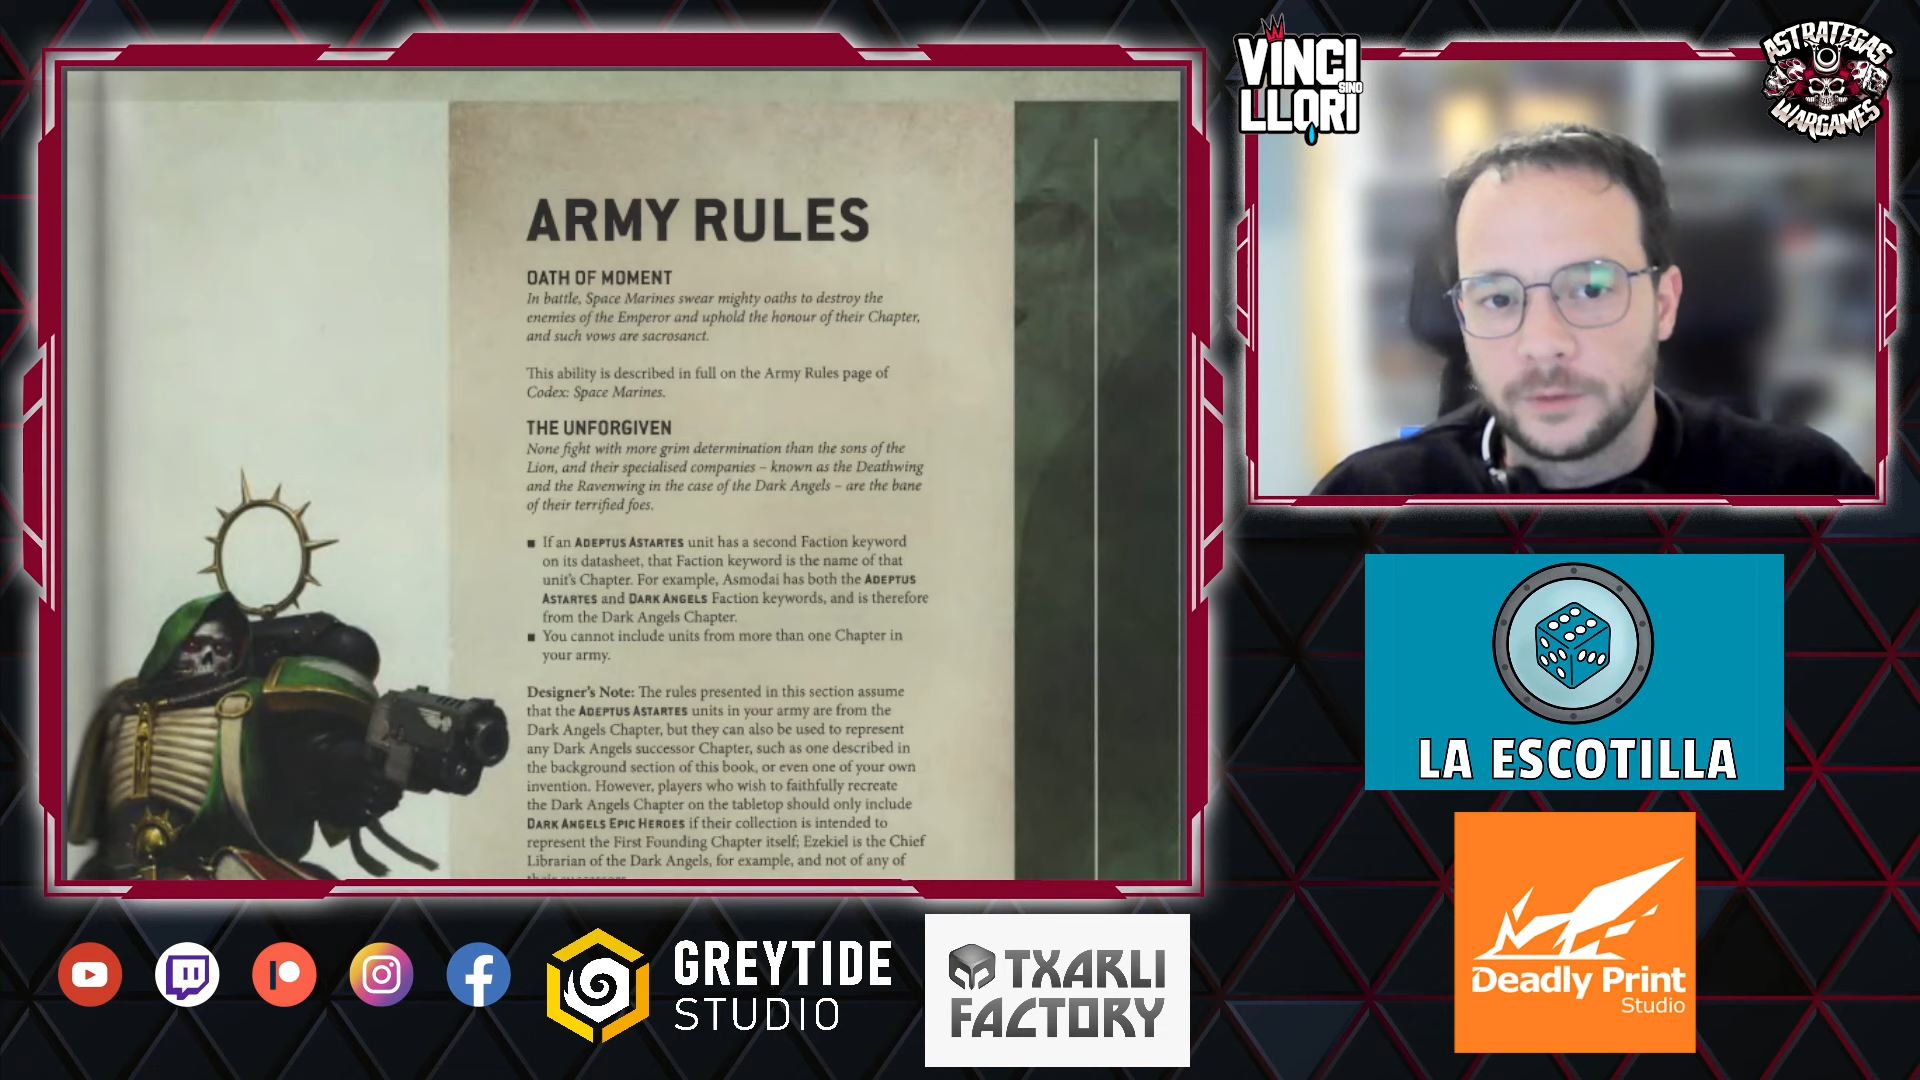 ARMY RULES
OATH OF MOMENT
In battle, Space Marines swear mighty oaths to destroy the
enemies of the Emperor and uphold the honour of their Chapter,
and such vows are sacrosanct.
This ability is described in full on the Army Rules page of
Codex: Space Marines.
THE UNFORGIVEN
None fight with more grim determination than the sons of the
Lion, and their specialised companies – known as the Deathwing
and the Ravenwing in the case of the Dark Angels – are the bane
of their terrified foes.
■ If an ADEPTUS ASTARTES unit has a second Faction keyword
on its datasheet, that Faction keyword is the name of that
unit's Chapter. For example, Asmodai has both the ADEPTUS
ASTARTES and DARK ANGELS Faction keywords, and is therefore
from the Dark Angels Chapter.
■ You cannot include units from more than one Chapter in
your army.
Designer's Note: The rules presented in this section assume
that the ADEPTUS ASTARTES units in your army are from the
Dark Angels Chapter, but they can also be used to represent
any Dark Angels successor Chapter, such as one described in
the background section of this book, or even one of your own
invention. However, players who wish to faithfully recreate
the Dark Angels Chapter on the tabletop should only include
DARK ANGELS EPIC HEROES if their collection is intended to
represent the First Founding Chapter itself; Ezekiel is the Chief
Librarian of the Dark Angels, for example, and not of any of
their successors.
VINCI
SINO
LLORI
ASTRATEGAS
WARGAMES
LA ESCOTILLA
Deadly Print
Studio
GREYTIDE
STUDIO
TXARLI
FACTORY